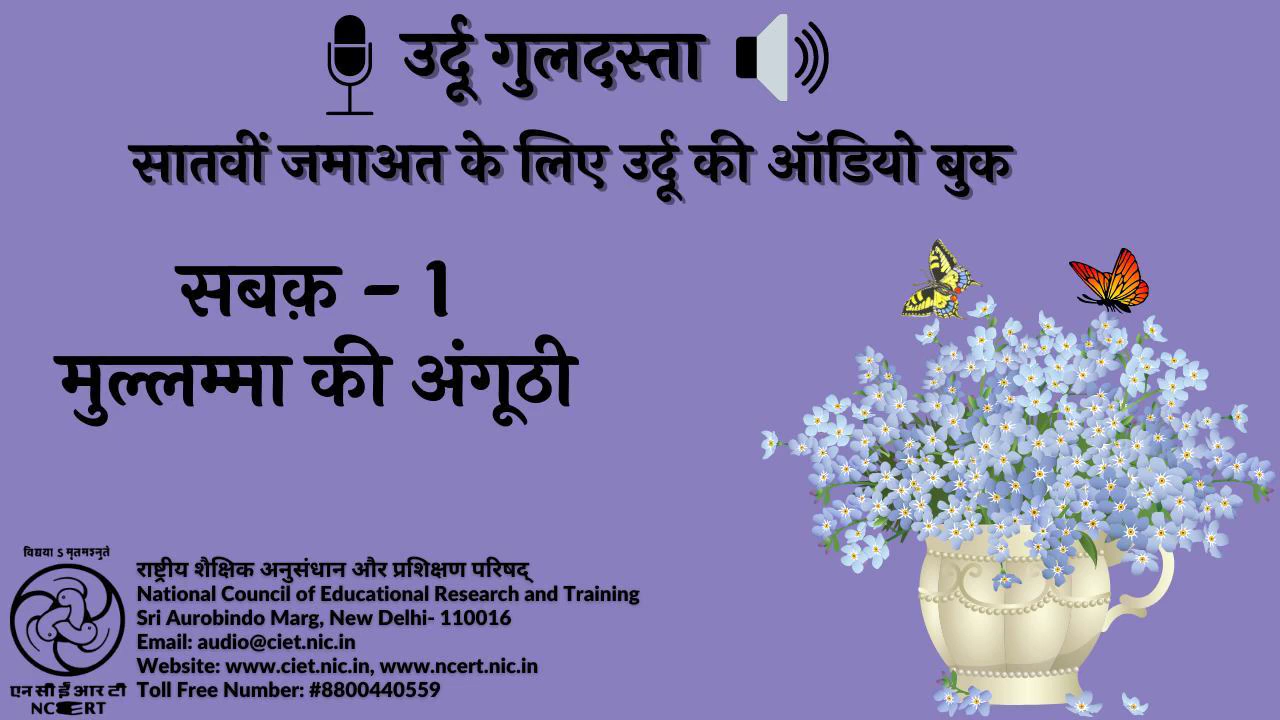 उर्दू गुलदस्ता
सातवीं जमाअत के लिए उर्दू की ऑडियो बुक
सबक़ - 1
मुल्लम्मा की अंगूठी
विद्यया ऽ मृतमश्नुते
एन सी ई आर टी
NCERT
राष्ट्रीय शैक्षिक अनुसंधान और प्रशिक्षण परिषद्
National Council of Educational Research and Training
Sri Aurobindo Marg, New Delhi- 110016
Email: audio@ciet.nic.in
Website: www.ciet.nic.in, www.ncert.nic.in
Toll Free Number: #8800440559